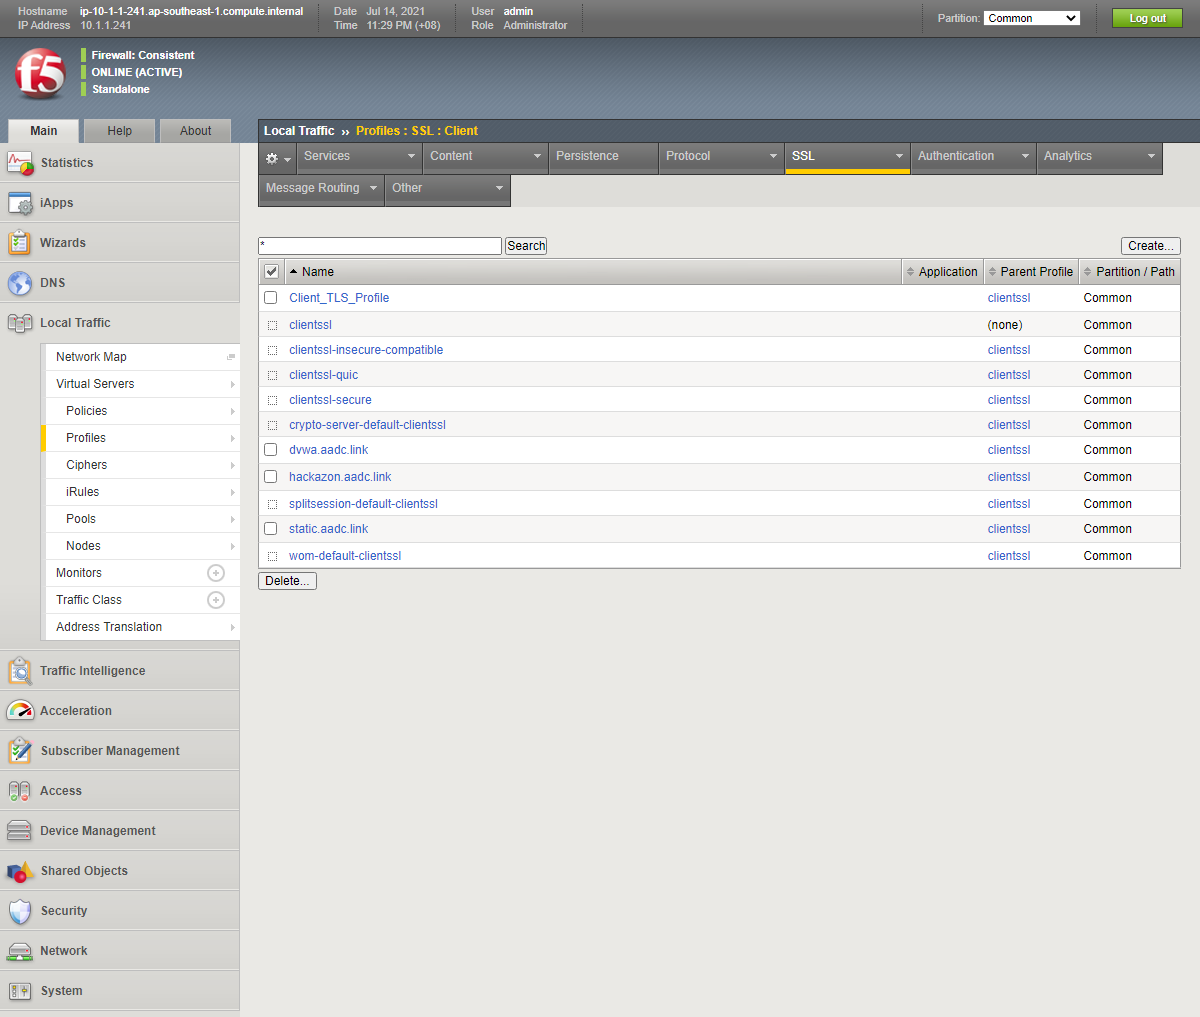 Hostname ip-10-1-1-241.ap-southeast-1.compute.internal Date Jul 14, 2021 User admin
IP Address 10.1.1.241 Time 11:29 PM (+08) Role Administrator
Partition: Common Log out
f5
Firewall: Consistent
ONLINE (ACTIVE)
Standalone
Main Help About
Local Traffic ›› Profiles : SSL : Client
Services Content Persistence Protocol SSL Authentication Analytics
Message Routing Other
Statistics
iApps
Wizards
DNS
Local Traffic
Network Map
Virtual Servers
Policies
Profiles
Ciphers
iRules
Pools
Nodes
Monitors
Traffic Class
Address Translation
Traffic Intelligence
Acceleration
Subscriber Management
Access
Device Management
Shared Objects
Security
Network
System
* Search Create...
Name Application Parent Profile Partition / Path
Client_TLS_Profile clientssl Common
clientssl (none) Common
clientssl-insecure-compatible clientssl Common
clientssl-quic clientssl Common
clientssl-secure clientssl Common
crypto-server-default-clientssl clientssl Common
dvwa.aadc.link clientssl Common
hackazon.aadc.link clientssl Common
splitsession-default-clientssl clientssl Common
static.aadc.link clientssl Common
wom-default-clientssl clientssl Common
Delete...